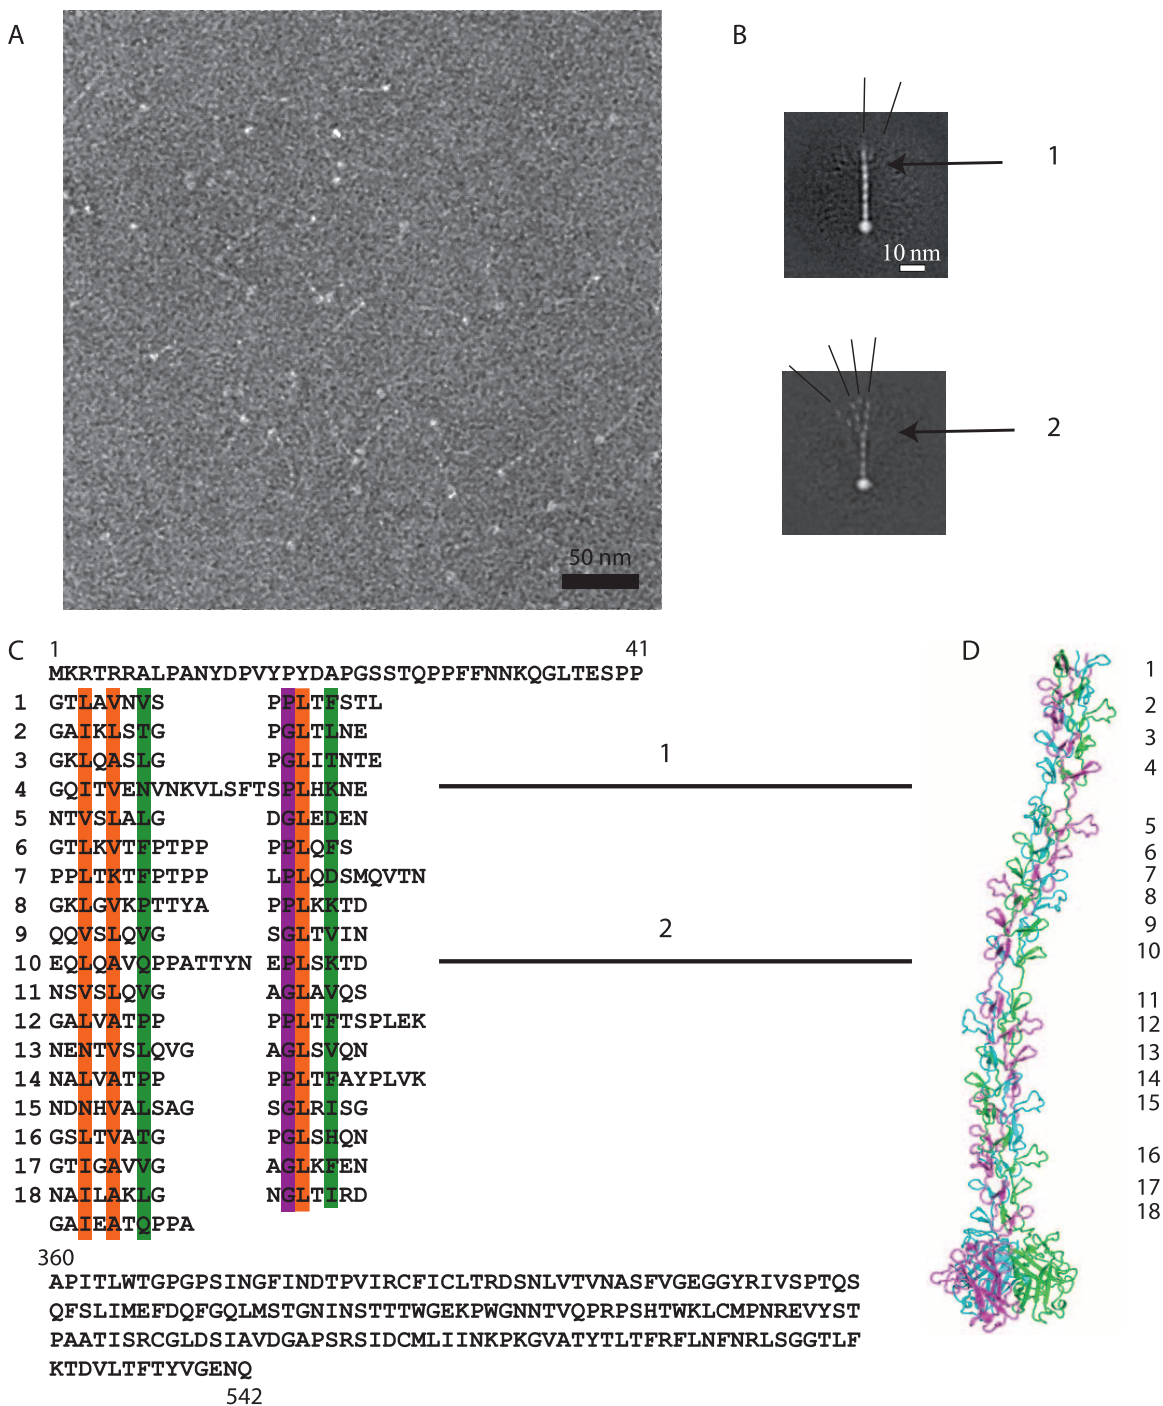 A
B
1
10 nm
2
50 nm
C
1
41
MKRTRRALPANYDPVYPYDAPGSSTQPPFFNNKQGLTESPP
1 GTLAVNVS PPLTFSTL
2 GAIKLSTG PGLTLNE
3 GKLQASLG PGLITNTE
4 GQITVENVNKVLSFTSPLHKNE
5 NTVSLALG DGLEDEN
6 GTLKVTFPTPP PPLQFS
7 PPLTKTFPTPP LPLQDSMQVTN
8 GKLGVKPTTYA PPLKKTD
9 QQVSLQVG SGLTVIN
10 EQLQAVQPPATTYN EPLSKTD
11 NSVSLQVG AGLAVQS
12 GALVATPP PPLTFTSPLEK
13 NENTVSLQVG AGLSVQN
14 NALVATPP PPLTFAYPLVK
15 NDNHVALSAG SGLRISG
16 GSLTVATG PGLSHQN
17 GTIGAVVG AGLKFEN
18 NAILAKLG NGLTIRD
GAIEATQPPA
360
APITLWTGPGPSINGFINDTPVIRCFICLTRDSNLVTVNASFVGEGGYRIVSPTQS
QFSLIMEFDQFGQLMSTGNINSTTTWGEKPWGNNTVQPRPSHTWKLCMPNREVYST
PAATISRCGLDSIAVDGAPSRSIDCMLIINKPKGVATYTLTFRFLNFNRLSGGTLF
KTDVLTFTYVGENQ
542
1
2
D
1
2
3
4
5
6
7
8
9
10
11
12
13
14
15
16
17
18